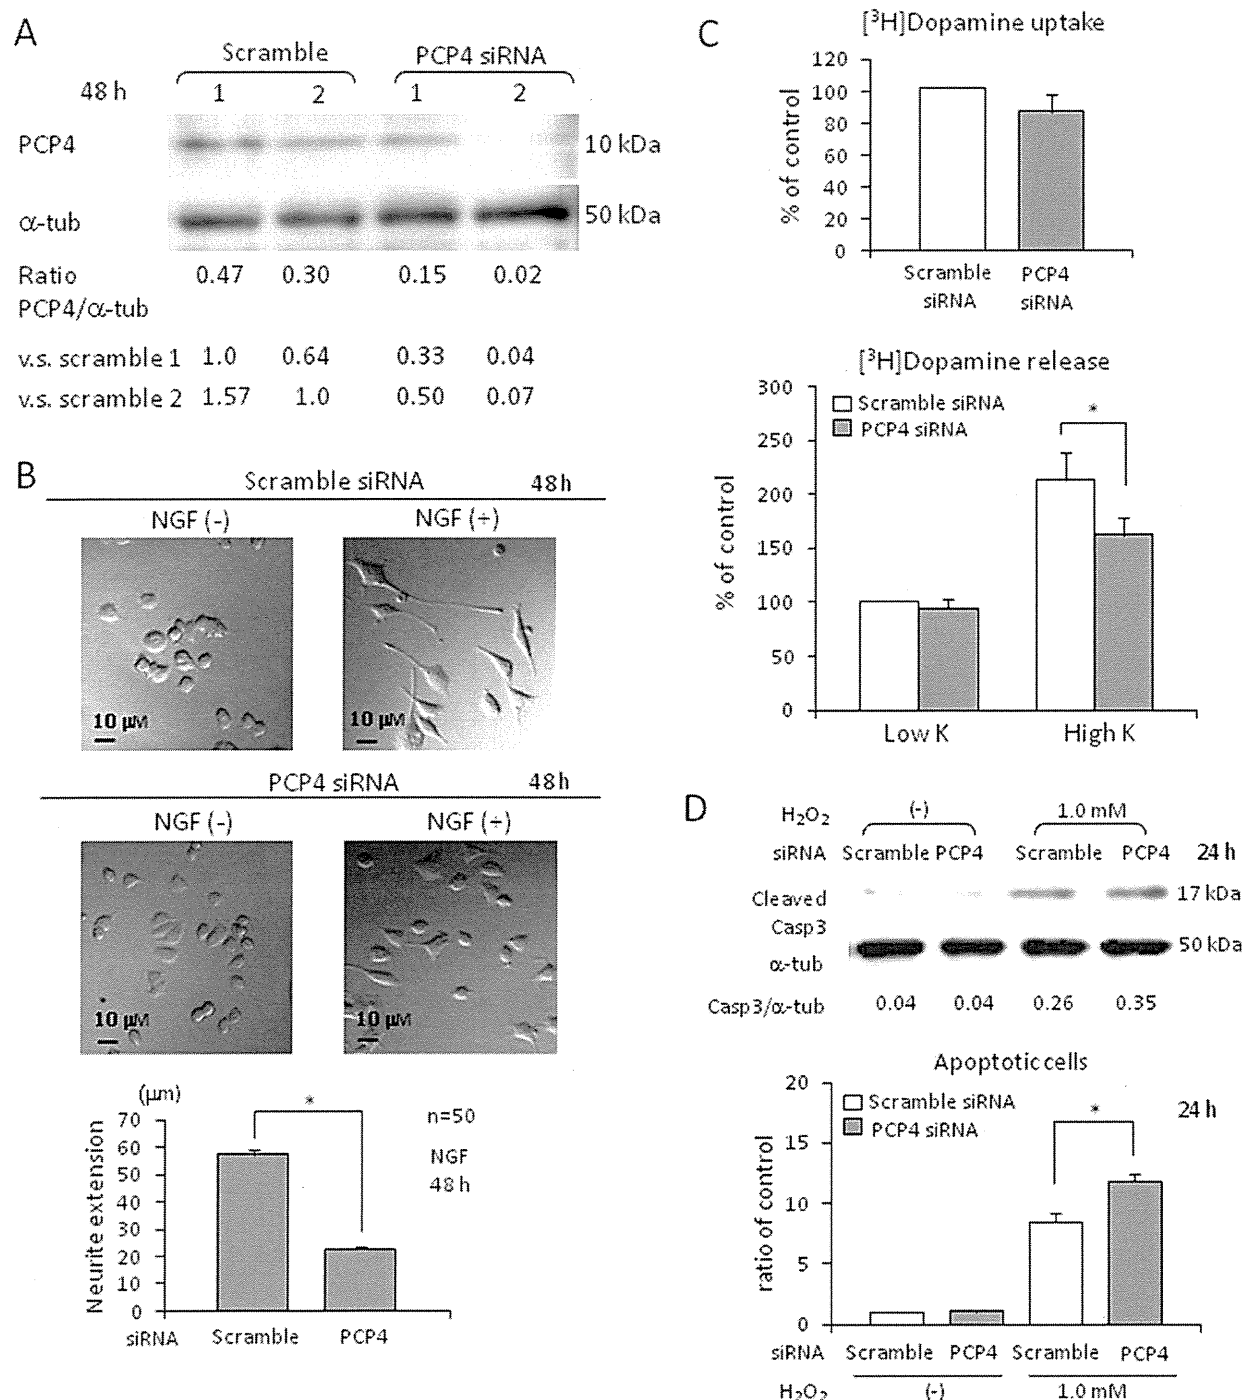 A
Scramble PCP4 siRNA
48 h 1 2 1 2
PCP4 10 kDa
α-tub 50 kDa
Ratio 0.47 0.30 0.15 0.02
PCP4/α-tub
v.s. scramble 1 1.0 0.64 0.33 0.04
v.s. scramble 2 1.57 1.0 0.50 0.07
B
Scramble siRNA 48h
NGF (-) NGF (+)
10 μM 10 μM
PCP4 siRNA 48h
NGF (-) NGF (+)
10 μM 10 μM
(μm)
70
60
50
40
30
20
10
0
Neurite extension
*
n=50
NGF
48 h
siRNA Scramble PCP4
C
[³H]Dopamine uptake
120
100
80
60
40
20
0
% of control
Scramble PCP4
siRNA siRNA
[³H]Dopamine release
300
250
200
150
100
50
0
% of control
Scramble siRNA
PCP4 siRNA
*
Low K High K
D
H₂O₂ (-) 1.0 mM
siRNA Scramble PCP4 Scramble PCP4 24 h
Cleaved 17 kDa
Casp3
α-tub 50 kDa
Casp3/α-tub 0.04 0.04 0.26 0.35
Apoptotic cells
20
15
10
5
0
ratio of control
Scramble siRNA
PCP4 siRNA
*
24 h
siRNA Scramble PCP4 Scramble PCP4
H₂O₂ (-) 1.0 mM